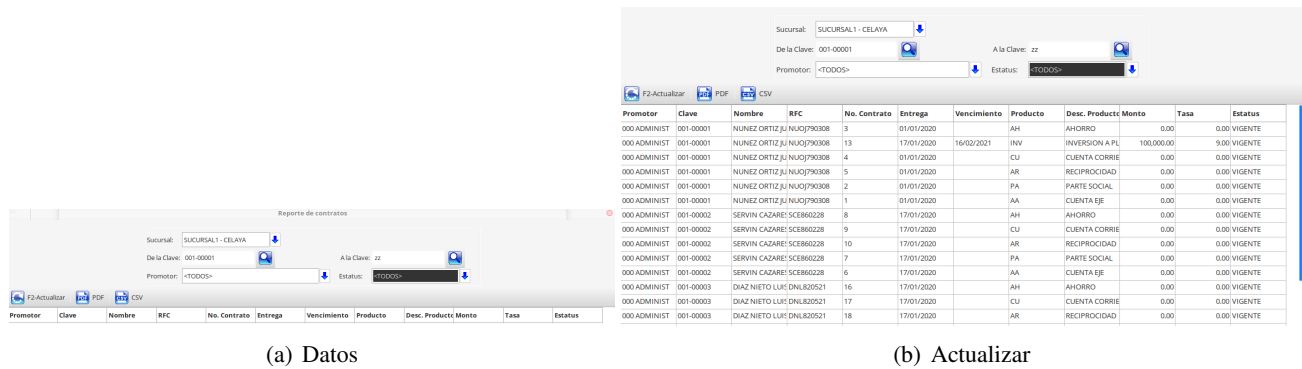 Reporte de contratos
Sucursal: SUCURSAL1 - CELAYA
De la Clave: 001-00001 A la Clave: zz
Promotor: <TODOS> Estatus: <TODOS>
F2-Actualizar PDF CSV
Promotor Clave Nombre RFC No. Contrato Entrega Vencimiento Producto Desc. Producto Monto Tasa Estatus
(a) Datos
Sucursal: SUCURSAL1 - CELAYA
De la Clave: 001-00001 A la Clave: zz
Promotor: <TODOS> Estatus: <TODOS>
F2-Actualizar PDF CSV
Promotor Clave Nombre RFC No. Contrato Entrega Vencimiento Producto Desc. Producto Monto Tasa Estatus
000 ADMINIST 001-00001 NUNEZ ORTIZ JU NUOJ790308 3 01/01/2020 AH AHORRO 0.00 0.00 VIGENTE
000 ADMINIST 001-00001 NUNEZ ORTIZ JU NUOJ790308 13 17/01/2020 16/02/2021 INV INVERSION A PL 100,000.00 9.00 VIGENTE
000 ADMINIST 001-00001 NUNEZ ORTIZ JU NUOJ790308 4 01/01/2020 CU CUENTA CORRIE 0.00 0.00 VIGENTE
000 ADMINIST 001-00001 NUNEZ ORTIZ JU NUOJ790308 5 01/01/2020 AR RECIPROCIDAD 0.00 0.00 VIGENTE
000 ADMINIST 001-00001 NUNEZ ORTIZ JU NUOJ790308 2 01/01/2020 PA PARTE SOCIAL 0.00 0.00 VIGENTE
000 ADMINIST 001-00001 NUNEZ ORTIZ JU NUOJ790308 1 01/01/2020 AA CUENTA EJE 0.00 0.00 VIGENTE
000 ADMINIST 001-00002 SERVIN CAZARES SCE860228 8 17/01/2020 AH AHORRO 0.00 0.00 VIGENTE
000 ADMINIST 001-00002 SERVIN CAZARES SCE860228 9 17/01/2020 CU CUENTA CORRIE 0.00 0.00 VIGENTE
000 ADMINIST 001-00002 SERVIN CAZARES SCE860228 10 17/01/2020 AR RECIPROCIDAD 0.00 0.00 VIGENTE
000 ADMINIST 001-00002 SERVIN CAZARES SCE860228 7 17/01/2020 PA PARTE SOCIAL 0.00 0.00 VIGENTE
000 ADMINIST 001-00002 SERVIN CAZARES SCE860228 6 17/01/2020 AA CUENTA EJE 0.00 0.00 VIGENTE
000 ADMINIST 001-00003 DIAZ NIETO LUIS DNL820521 16 17/01/2020 AH AHORRO 0.00 0.00 VIGENTE
000 ADMINIST 001-00003 DIAZ NIETO LUIS DNL820521 17 17/01/2020 CU CUENTA CORRIE 0.00 0.00 VIGENTE
000 ADMINIST 001-00003 DIAZ NIETO LUIS DNL820521 18 17/01/2020 AR RECIPROCIDAD 0.00 0.00 VIGENTE
(b) Actualizar